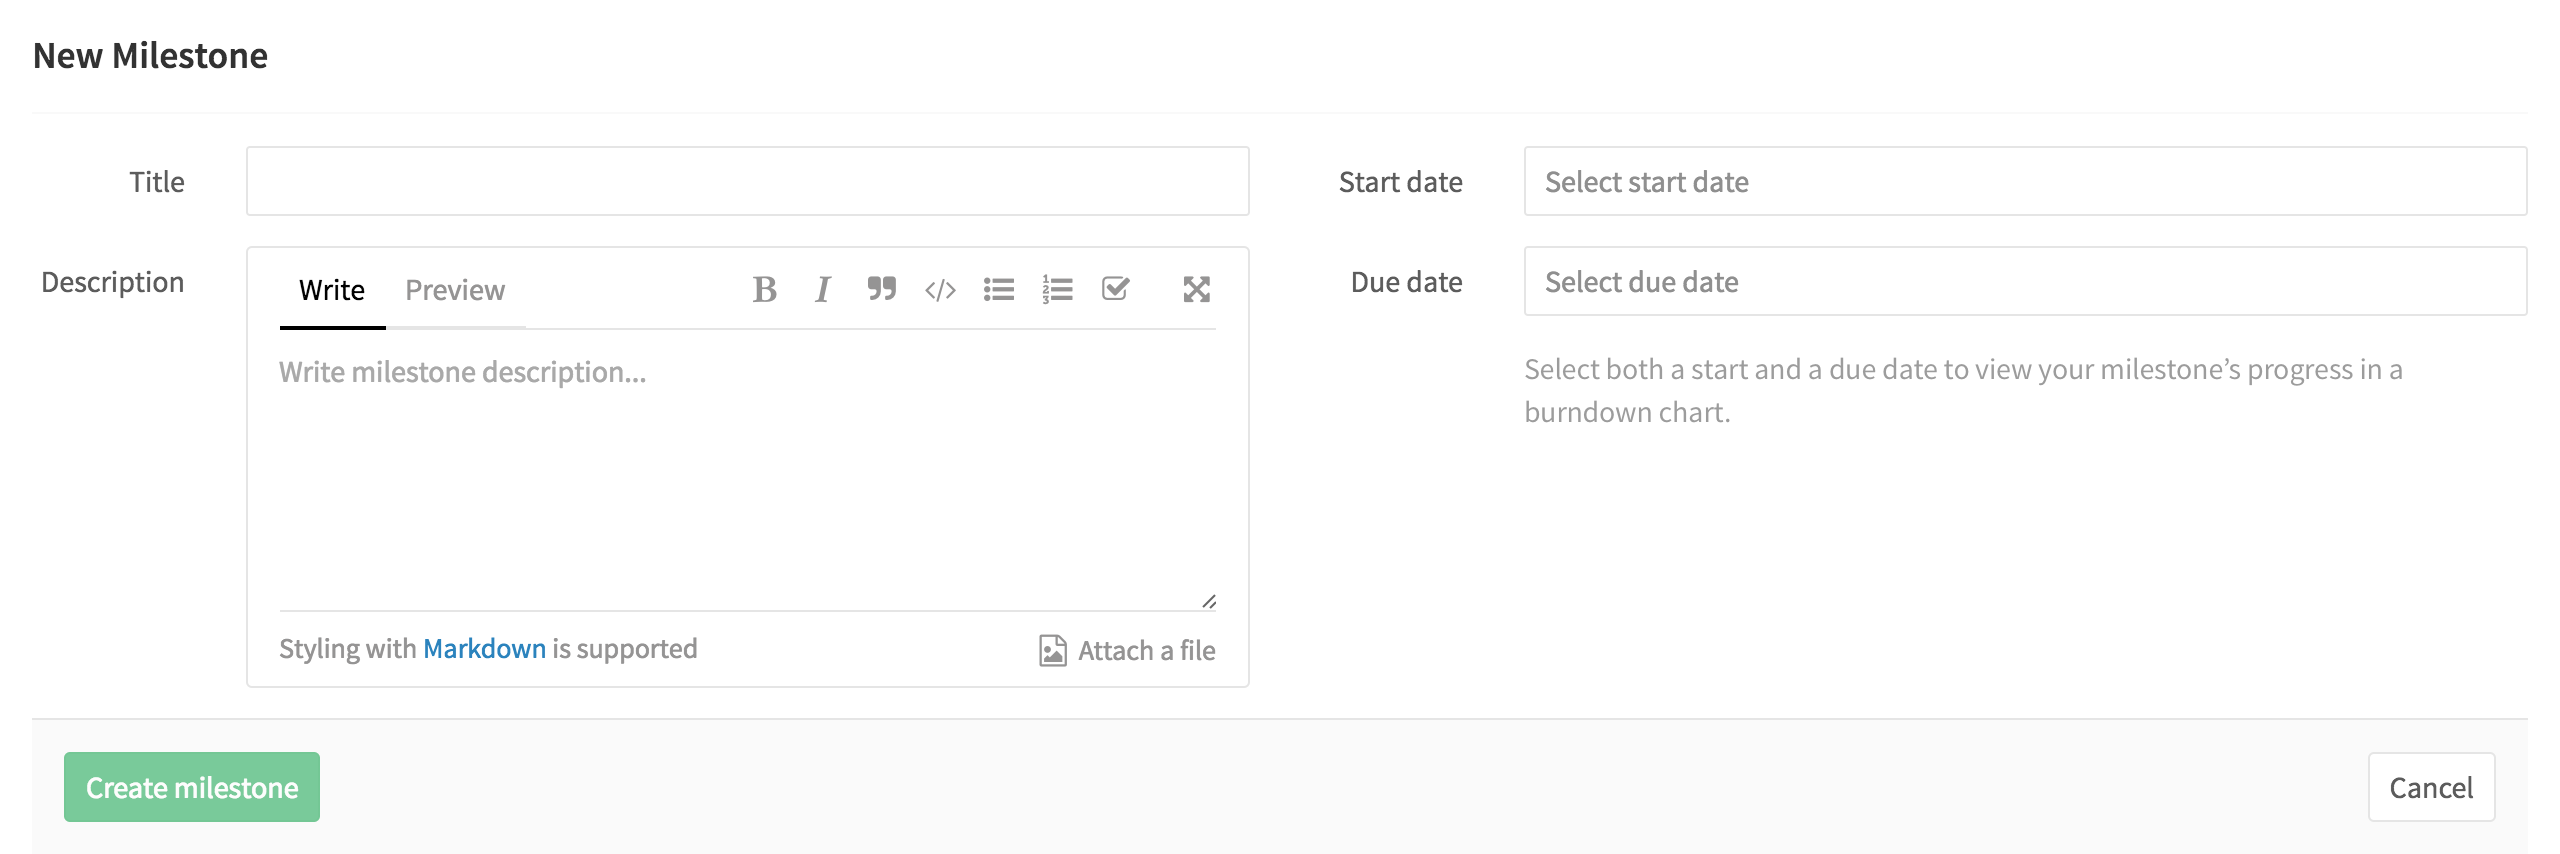 New Milestone
Title
Start date
Select start date
Description
Write
Preview
Due date
Select due date
Write milestone description...
Select both a start and a due date to view your milestone’s progress in a
burndown chart.
Styling with Markdown is supported
Attach a file
Create milestone
Cancel